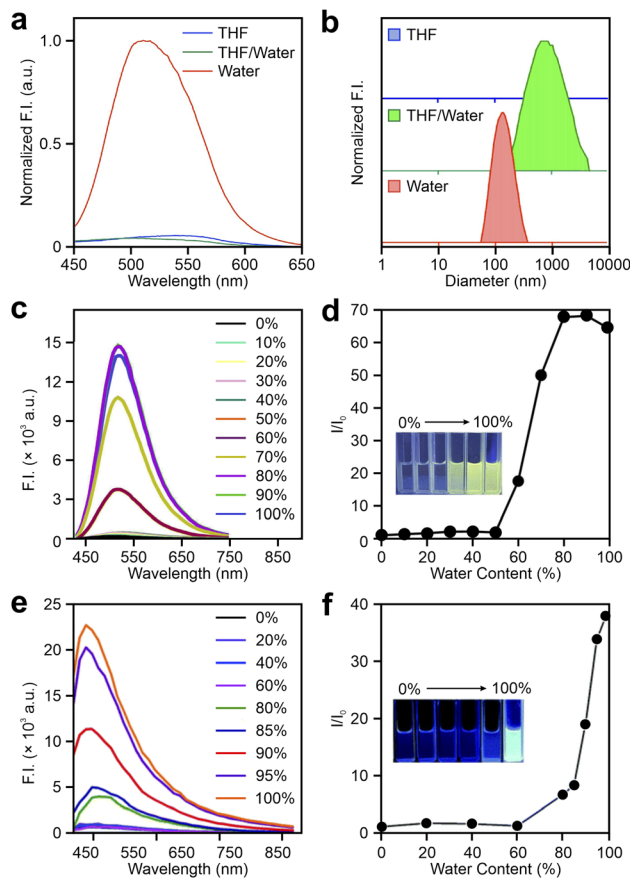 a
Normalized F.I. (a.u.)
1.0
0.5
0
THF
THF/Water
Water
450 500 550 600 650
Wavelength (nm)
b
Normalized F.I.
THF
THF/Water
Water
1 10 100 1000 10000
Diameter (nm)
c
F.I. (× 10³ a.u.)
15
12
9
6
3
0
0%
10%
20%
30%
40%
50%
60%
70%
80%
90%
100%
450 550 650 750 850
Wavelength (nm)
d
I/I₀
70
60
50
40
30
20
10
0
0% 100%
0 20 40 60 80 100
Water Content (%)
e
F.I. (× 10³ a.u.)
25
20
15
10
5
0
0%
20%
40%
60%
80%
85%
90%
95%
100%
450 550 650 750 850
Wavelength (nm)
f
I/I₀
40
30
20
10
0
0% 100%
0 20 40 60 80 100
Water Content (%)